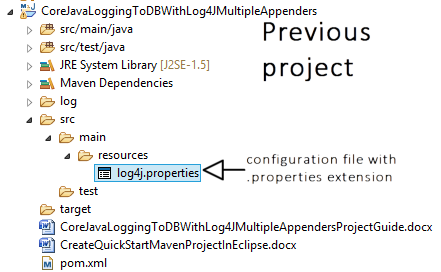 CoreJavaLoggingToDBWithLog4JMultipleAppenders
src/main/java
src/test/java
JRE System Library [J2SE-1.5]
Maven Dependencies
log
src
main
resources
log4j.properties
test
target
CoreJavaLoggingToDBWithLog4JMultipleAppendersProjectGuide.docx
CreateQuickStartMavenProjectInEclipse.docx
pom.xml
Previous
project
configuration file with
.properties extension